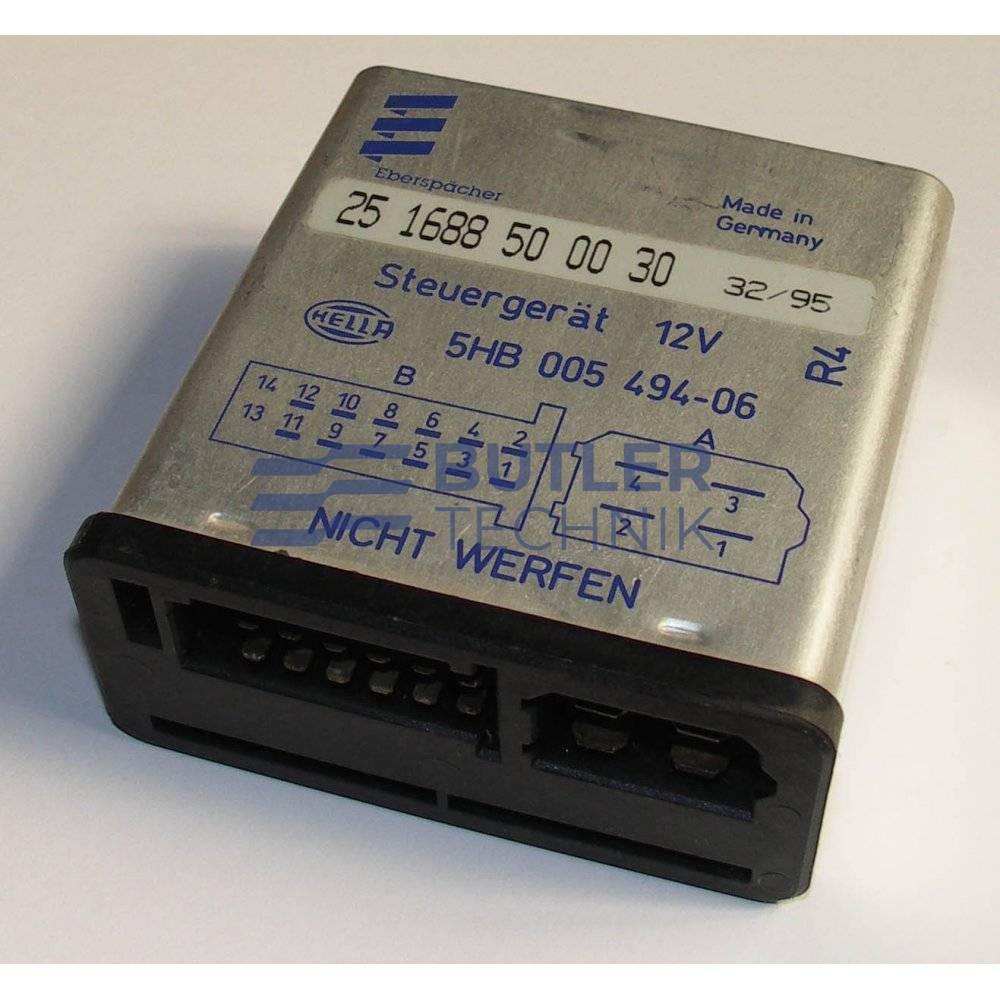 Eberspächer
Made in
Germany
25 1688 50 00 30 32/95
Steuergerät 12V
R4
HELLA
5HB 005 494-06
B
14 12 10 8 6 4 2
13 11 9 7 5 3 1
A
4 3
2 1
BUTLER
TECHNIK
NICHT WERFEN